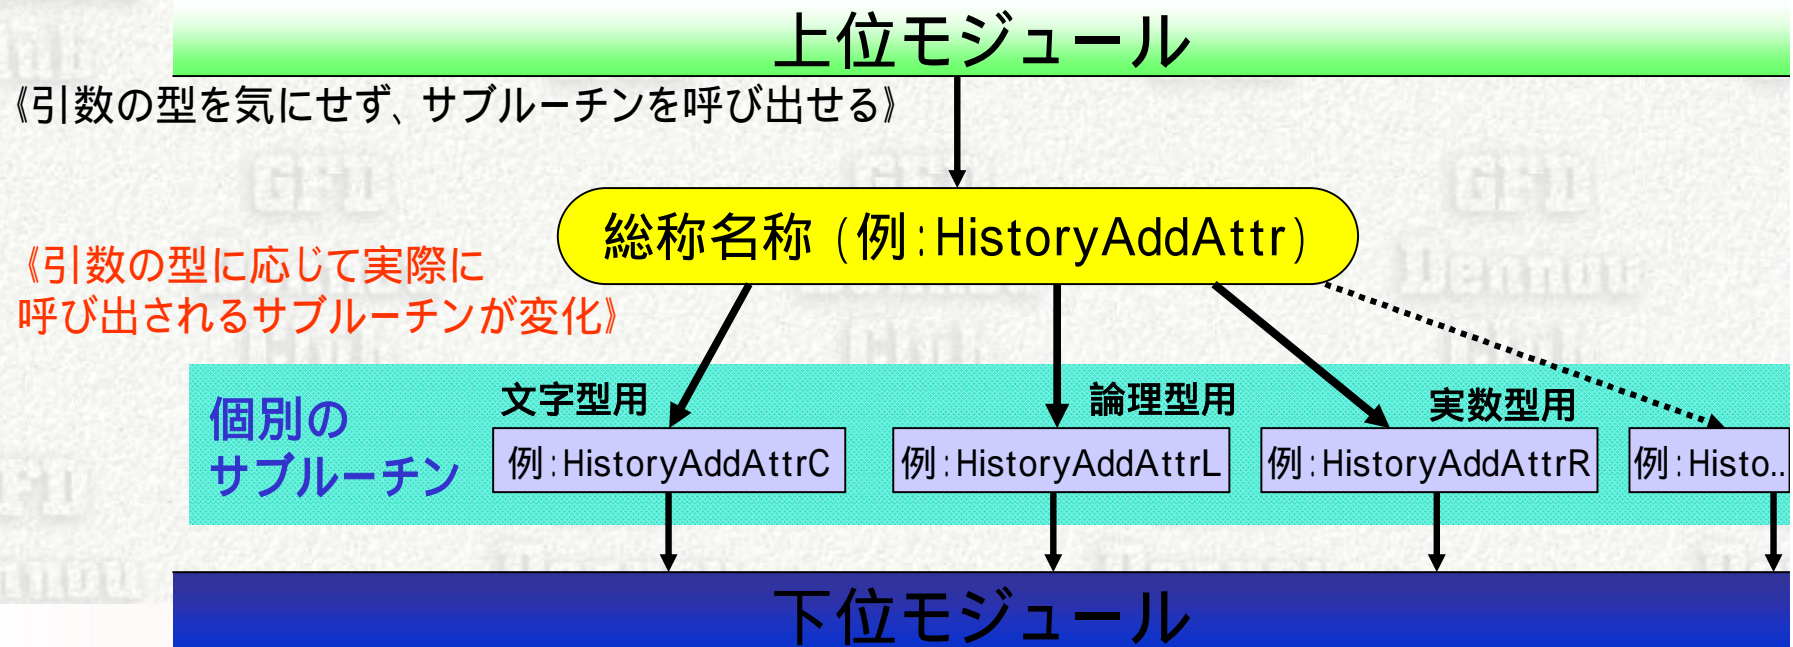 上位モジュール
《引数の型を気にせず、サブルーチンを呼び出せる》
総称名称（例：HistoryAddAttr）
《引数の型に応じて実際に
呼び出されるサブルーチンが変化》
個別の
サブルーチン
文字型用
論理型用
実数型用
例：HistoryAddAttrC
例：HistoryAddAttrL
例：HistoryAddAttrR
例：Histo..
下位モジュール